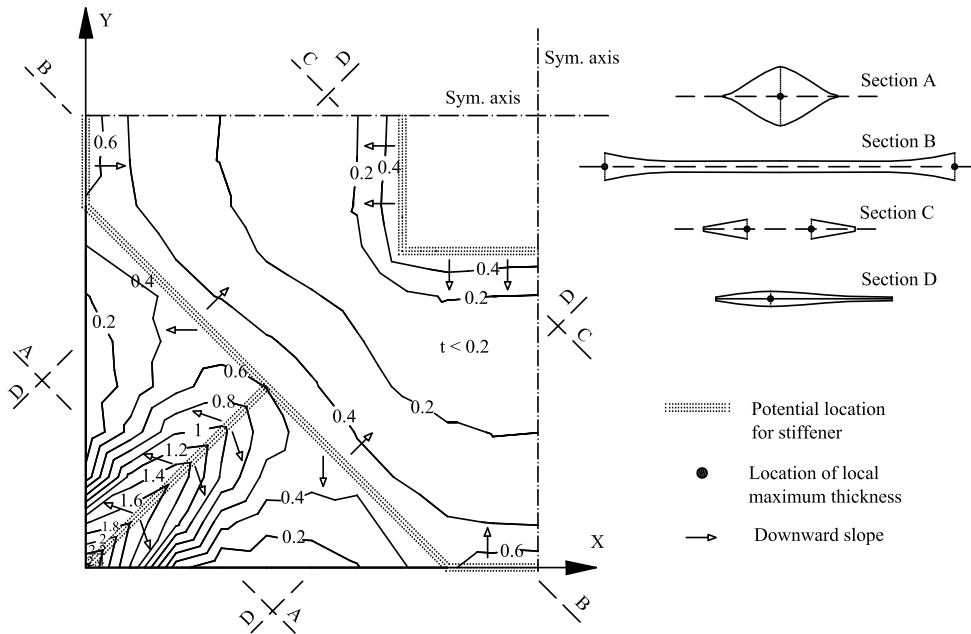 Y
B
C
D
Sym. axis
Sym. axis
0.6
0.2
0.4
0.4
0.2
0.4
0.2
t < 0.2
D
C
A
D
0.6
0.8
0.2
0.4
1
1.2
1.4
1.6
0.4
1.8
2
0.2
0.6
X
D
A
B
Section A
Section B
Section C
Section D
Potential location
for stiffener
Location of local
maximum thickness
Downward slope